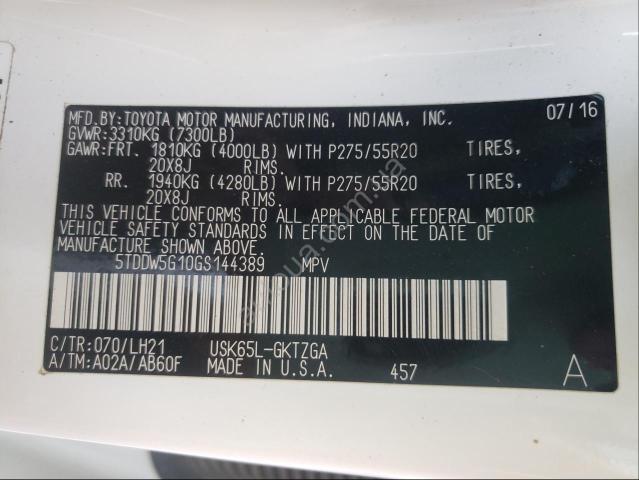 MFD.BY:TOYOTA MOTOR MANUFACTURING, INDIANA, INC. 07/16
GVWR:3310KG (7300LB)
GAWR:FRT. 1810KG (4000LB) WITH P275/55R20 TIRES,
20X8J RIMS.
RR. 1940KG (4280LB) WITH P275/55R20 TIRES,
20X8J RIMS.
THIS VEHICLE CONFORMS TO ALL APPLICABLE FEDERAL MOTOR
VEHICLE SAFETY STANDARDS IN EFFECT ON THE DATE OF
MANUFACTURE SHOWN ABOVE.
5TDDW5G10GS144389 MPV
C/TR:070/LH21 USK65L-GKTZGA
A/TM:A02A/AB60F MADE IN U.S.A. 457 A